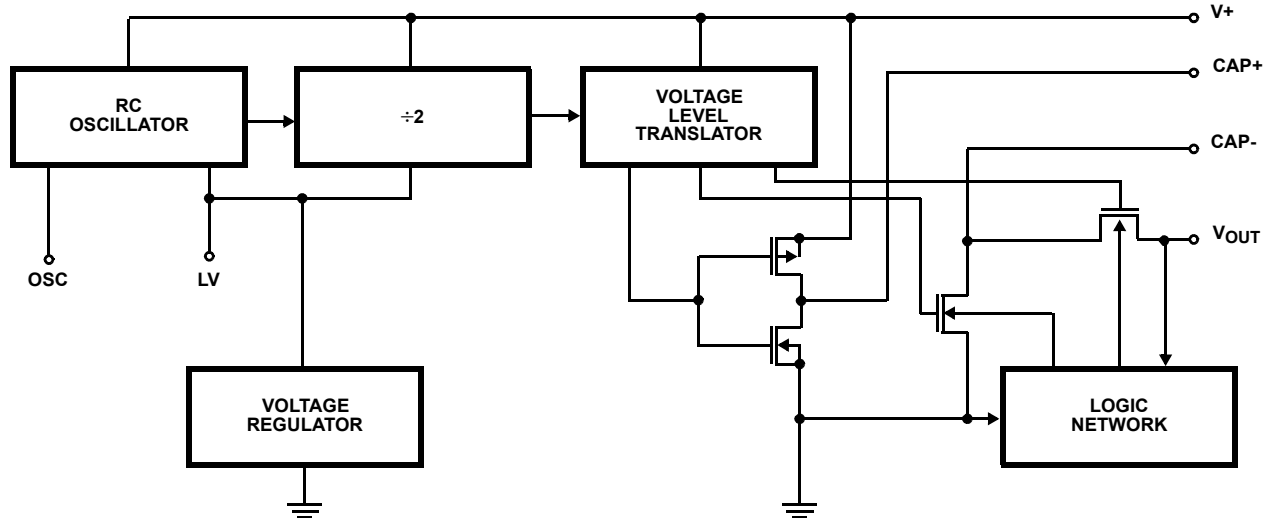 V+
CAP+
RC
OSCILLATOR
÷2
VOLTAGE
LEVEL
TRANSLATOR
CAP-
VOUT
OSC
LV
VOLTAGE
REGULATOR
LOGIC
NETWORK